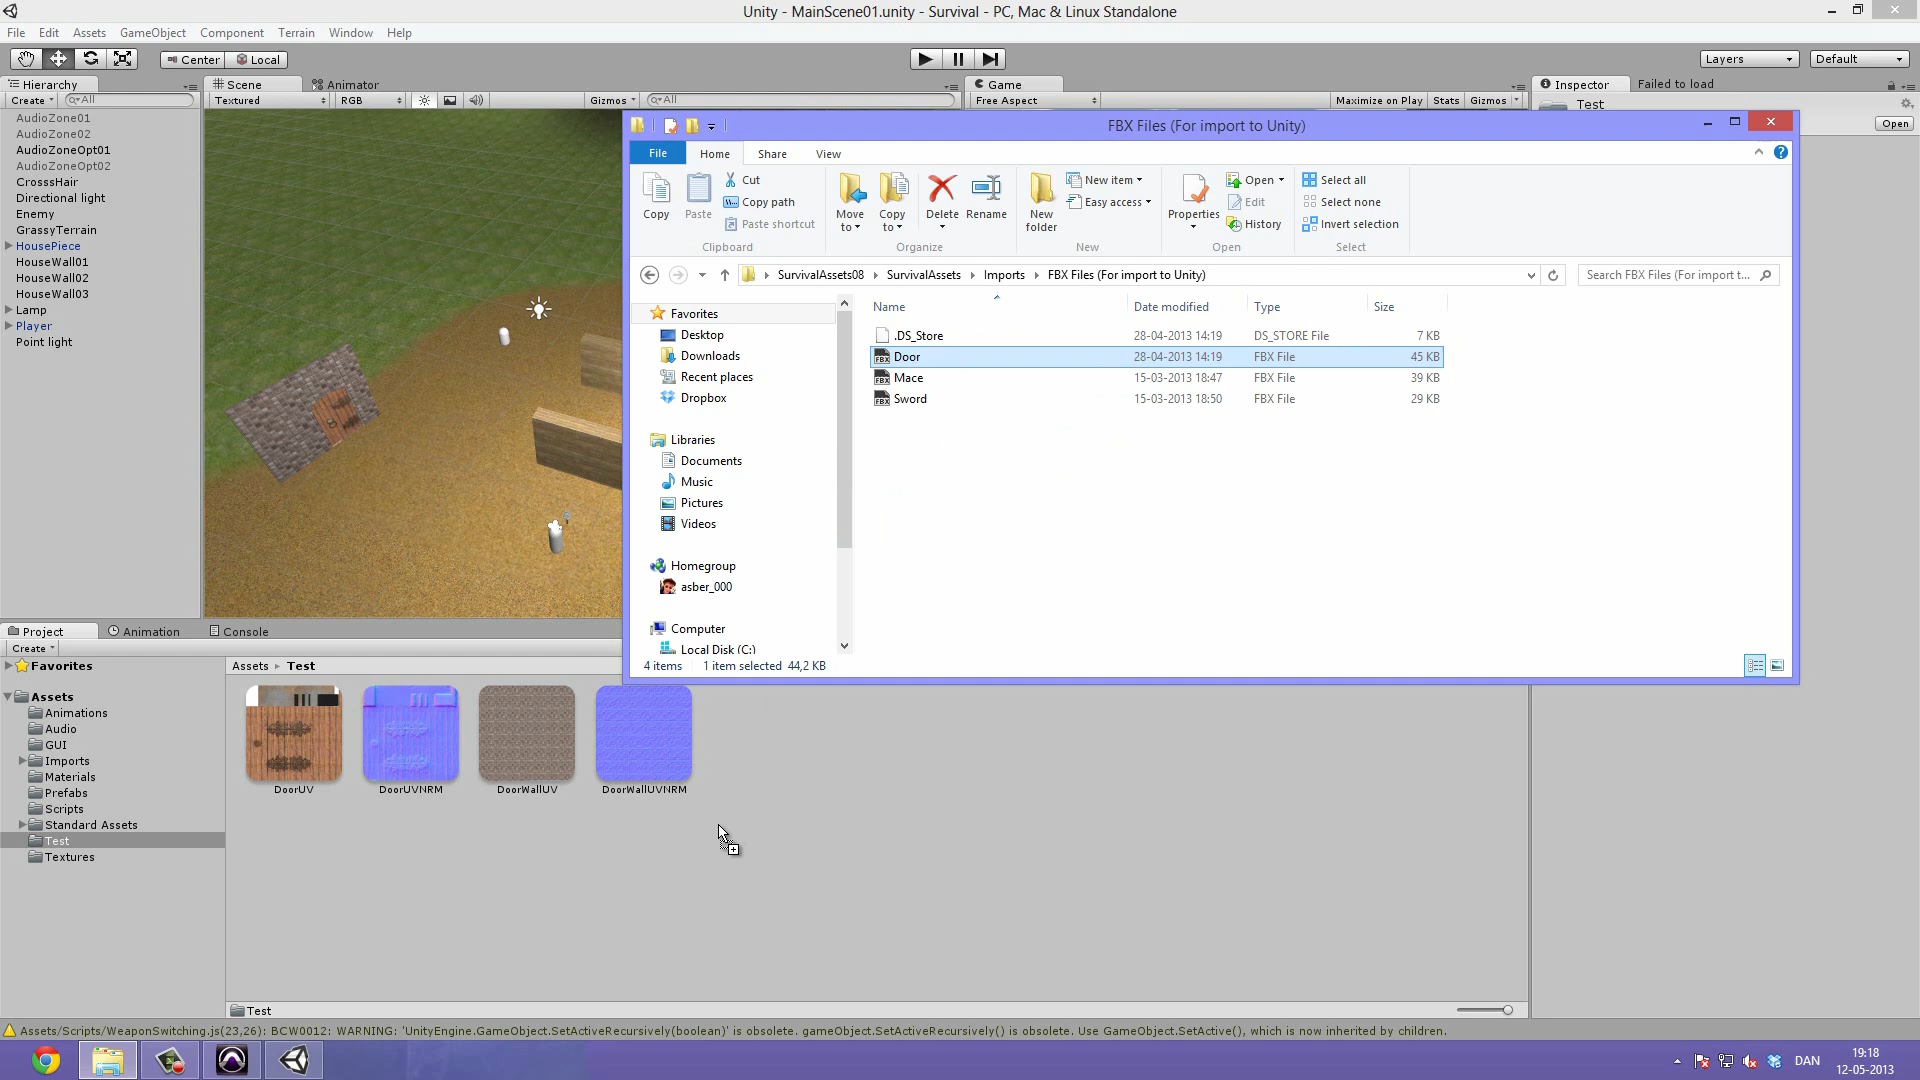 Unity - MainScene01.unity - Survival - PC, Mac & Linux Standalone
File Edit Assets GameObject Component Terrain Window Help
Center Local
Layers Default
Hierarchy Scene Animator Game Inspector Failed to load
Create All Textured RGB Gizmos All Free Aspect Maximize on Play Stats Gizmos Test
Open
AudioZone01
AudioZone02
AudioZoneOpt01
AudioZoneOpt02
CrosssHair
Directional light
Enemy
GrassyTerrain
HousePiece
HouseWall01
HouseWall02
HouseWall03
Lamp
Player
Point light
FBX Files (For import to Unity)
File Home Share View
Copy Paste Cut Copy path Paste shortcut
Clipboard
Move to Copy to Delete Rename
Organize
New folder New item Easy access
New
Properties Open Edit History
Open
Select all Select none Invert selection
Select
SurvivalAssets08 SurvivalAssets Imports FBX Files (For import to Unity) Search FBX Files (For import t...
Favorites
Desktop
Downloads
Recent places
Dropbox
Libraries
Documents
Music
Pictures
Videos
Homegroup
asber_000
Computer
Local Disk (C:)
Name Date modified Type Size
.DS_Store 28-04-2013 14:19 DS_STORE File 7 KB
Door 28-04-2013 14:19 FBX File 45 KB
Mace 15-03-2013 18:47 FBX File 39 KB
Sword 15-03-2013 18:50 FBX File 29 KB
4 items 1 item selected 44,2 KB
Project Animation Console
Create
Favorites
Assets
Animations
Audio
GUI
Imports
Materials
Prefabs
Scripts
Standard Assets
Test
Textures
Assets Test
DoorUV DoorUVNRM DoorWallUV DoorWallUVNRM
Test
Assets/Scripts/WeaponSwitching.js(23,26): BCW0012: WARNING: 'UnityEngine.GameObject.SetActiveRecursively(boolean)' is obsolete. gameObject.SetActiveRecursively() is obsolete. Use GameObject.SetActive(), which is now inherited by children.
DAN 19:18
12-05-2013